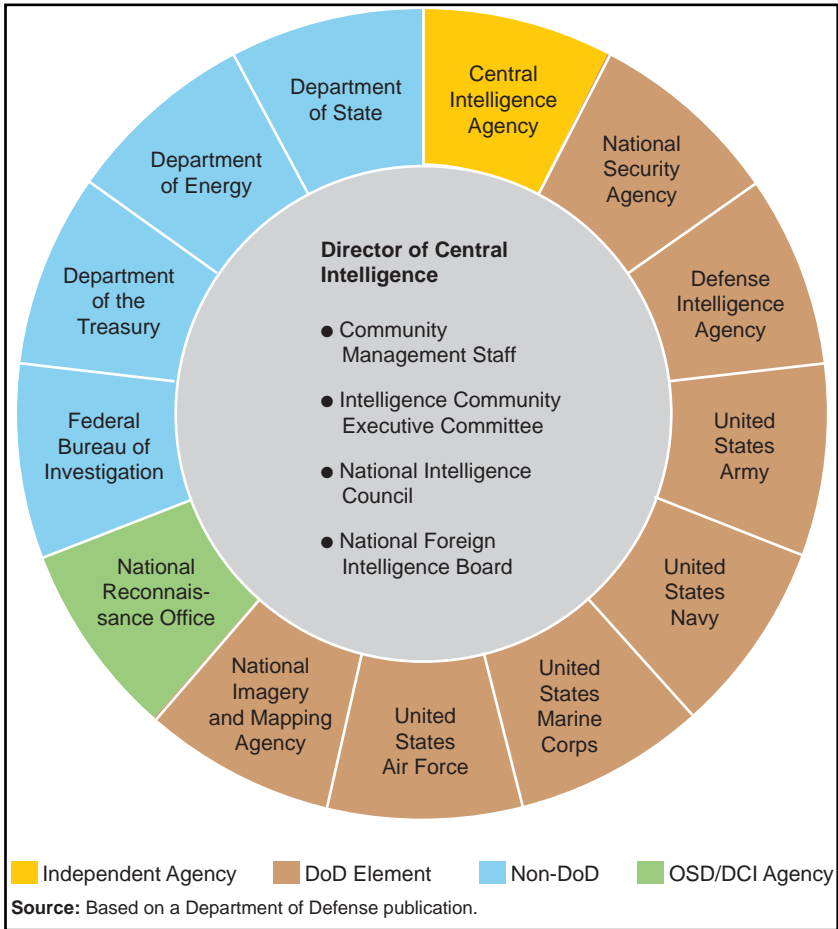 Central
Intelligence
Agency
National
Security
Agency
Defense
Intelligence
Agency
United
States
Army
United
States
Navy
United
States
Marine
Corps
United
States
Air Force
National
Imagery
and Mapping
Agency
National
Reconnais-
sance Office
Federal
Bureau of
Investigation
Department
of the
Treasury
Department
of Energy
Department
of State
Director of Central
Intelligence
● Community
Management Staff
● Intelligence Community
Executive Committee
● National Intelligence
Council
● National Foreign
Intelligence Board
Independent Agency DoD Element Non-DoD OSD/DCI Agency
Source: Based on a Department of Defense publication.